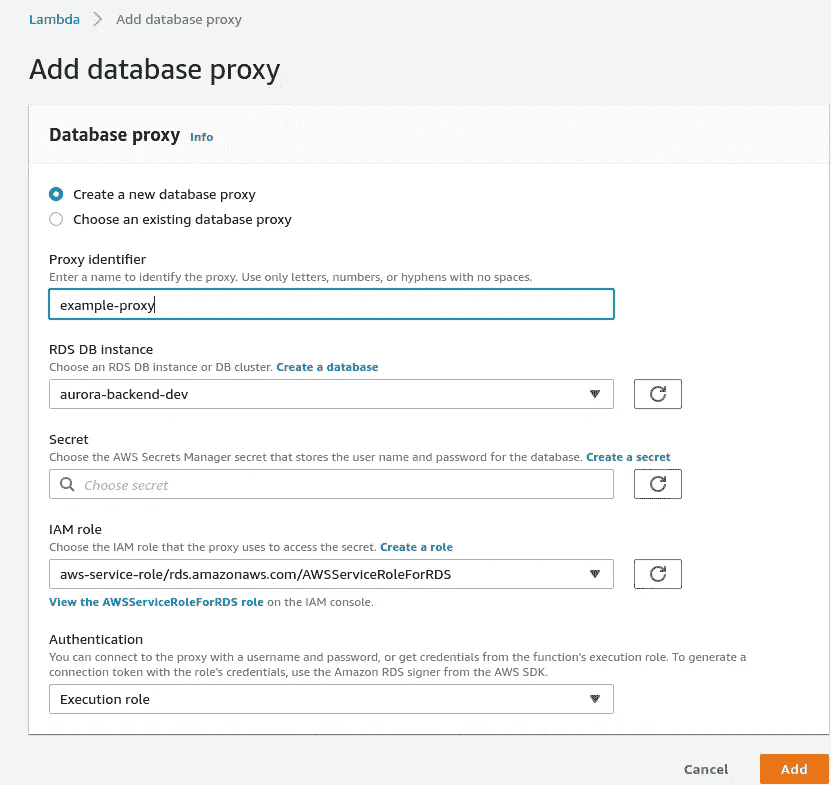 Lambda > Add database proxy
Add database proxy
Database proxy Info
Create a new database proxy
Choose an existing database proxy
Proxy identifier
Enter a name to identify the proxy. Use only letters, numbers, or hyphens with no spaces.
example-proxy
RDS DB instance
Choose an RDS DB instance or DB cluster. Create a database
aurora-backend-dev
Secret
Choose the AWS Secrets Manager secret that stores the user name and password for the database. Create a secret
Choose secret
IAM role
Choose the IAM role that the proxy uses to access the secret. Create a role
aws-service-role/rds.amazonaws.com/AWSServiceRoleForRDS
View the AWSServiceRoleForRDS role on the IAM console.
Authentication
You can connect to the proxy with a username and password, or get credentials from the function's execution role. To generate a
connection token with the role's credentials, use the Amazon RDS signer from the AWS SDK.
Execution role
Cancel Add